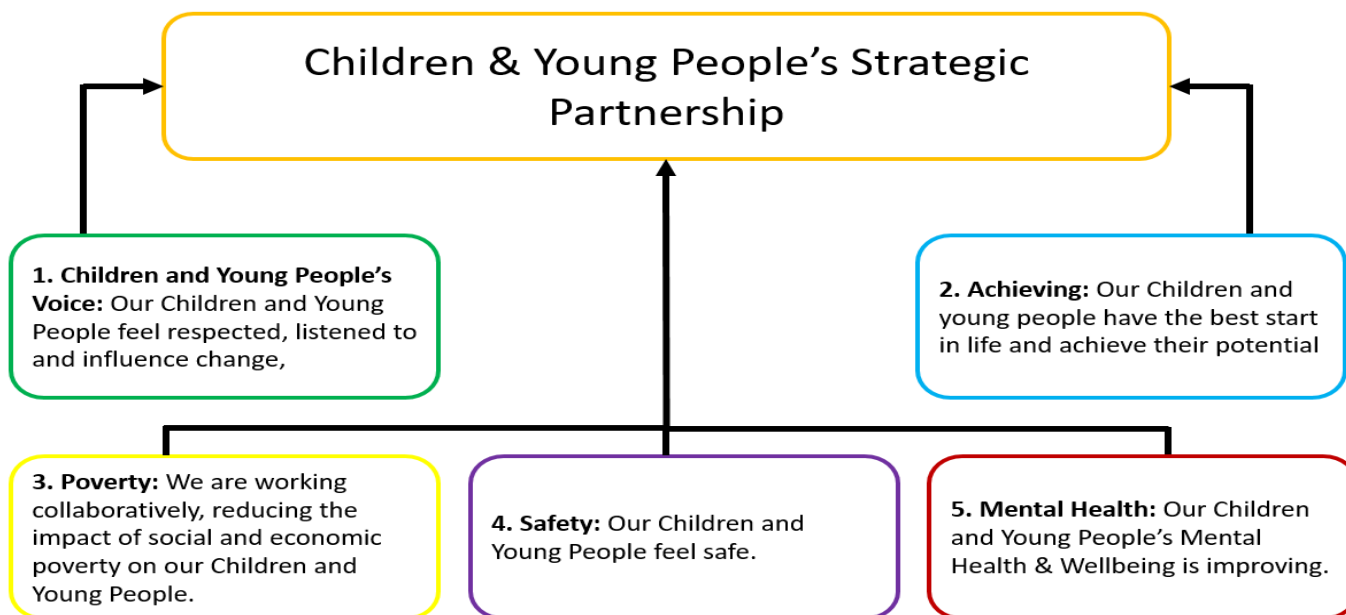 Children & Young People’s Strategic
Partnership
1. Children and Young People’s
Voice: Our Children and Young
People feel respected, listened to
and influence change,
2. Achieving: Our Children and
young people have the best start
in life and achieve their potential
3. Poverty: We are working
collaboratively, reducing the
impact of social and economic
poverty on our Children and
Young People.
4. Safety: Our Children and
Young People feel safe.
5. Mental Health: Our Children
and Young People’s Mental
Health & Wellbeing is improving.